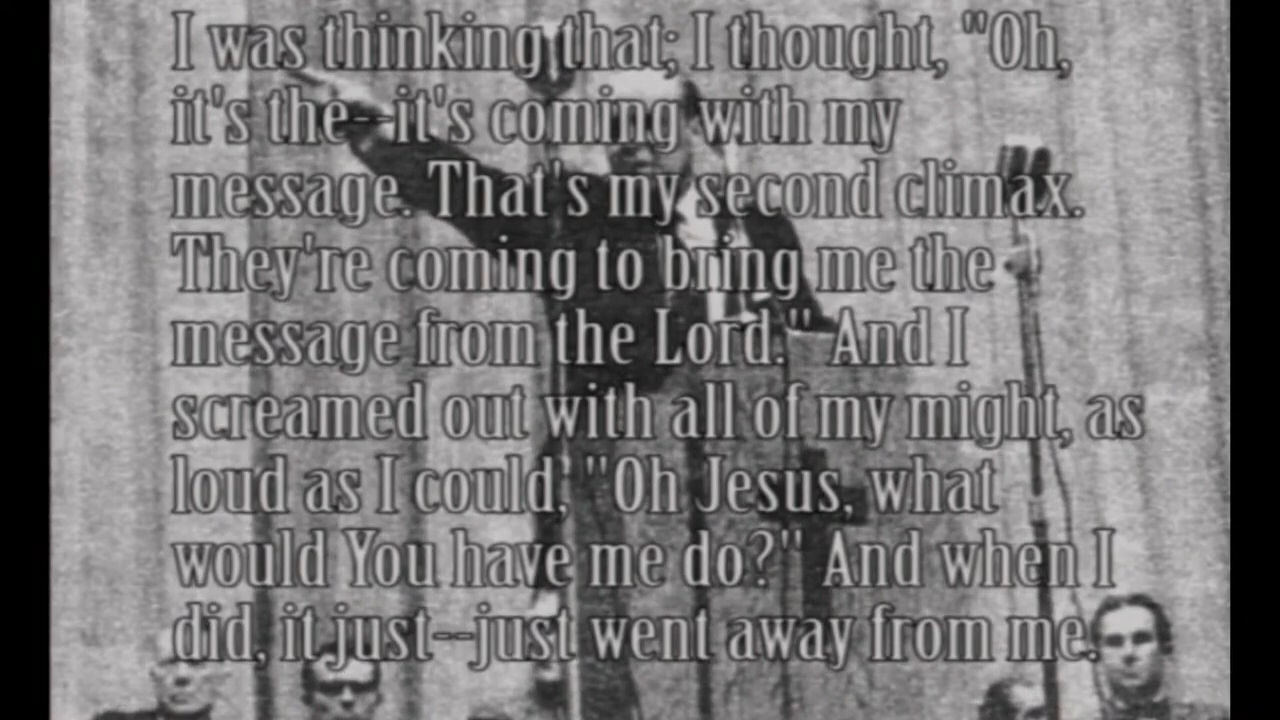 I was thinking that; I thought, "Oh,
it's the--it's coming with my
message. That's my second climax.
They're coming to bring me the
message from the Lord." And I
screamed out with all of my might, as
loud as I could, "Oh Jesus, what
would You have me do?" And when I
did, it just--just went away from me.